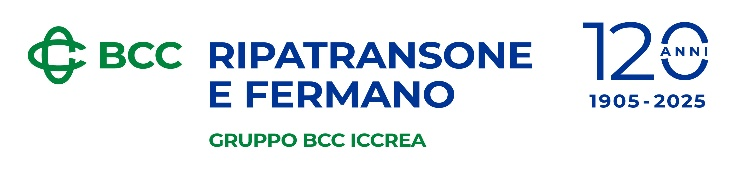 BCC RIPATRANSONE
E FERMANO
GRUPPO BCC ICCREA
120
ANNI
1905-2025